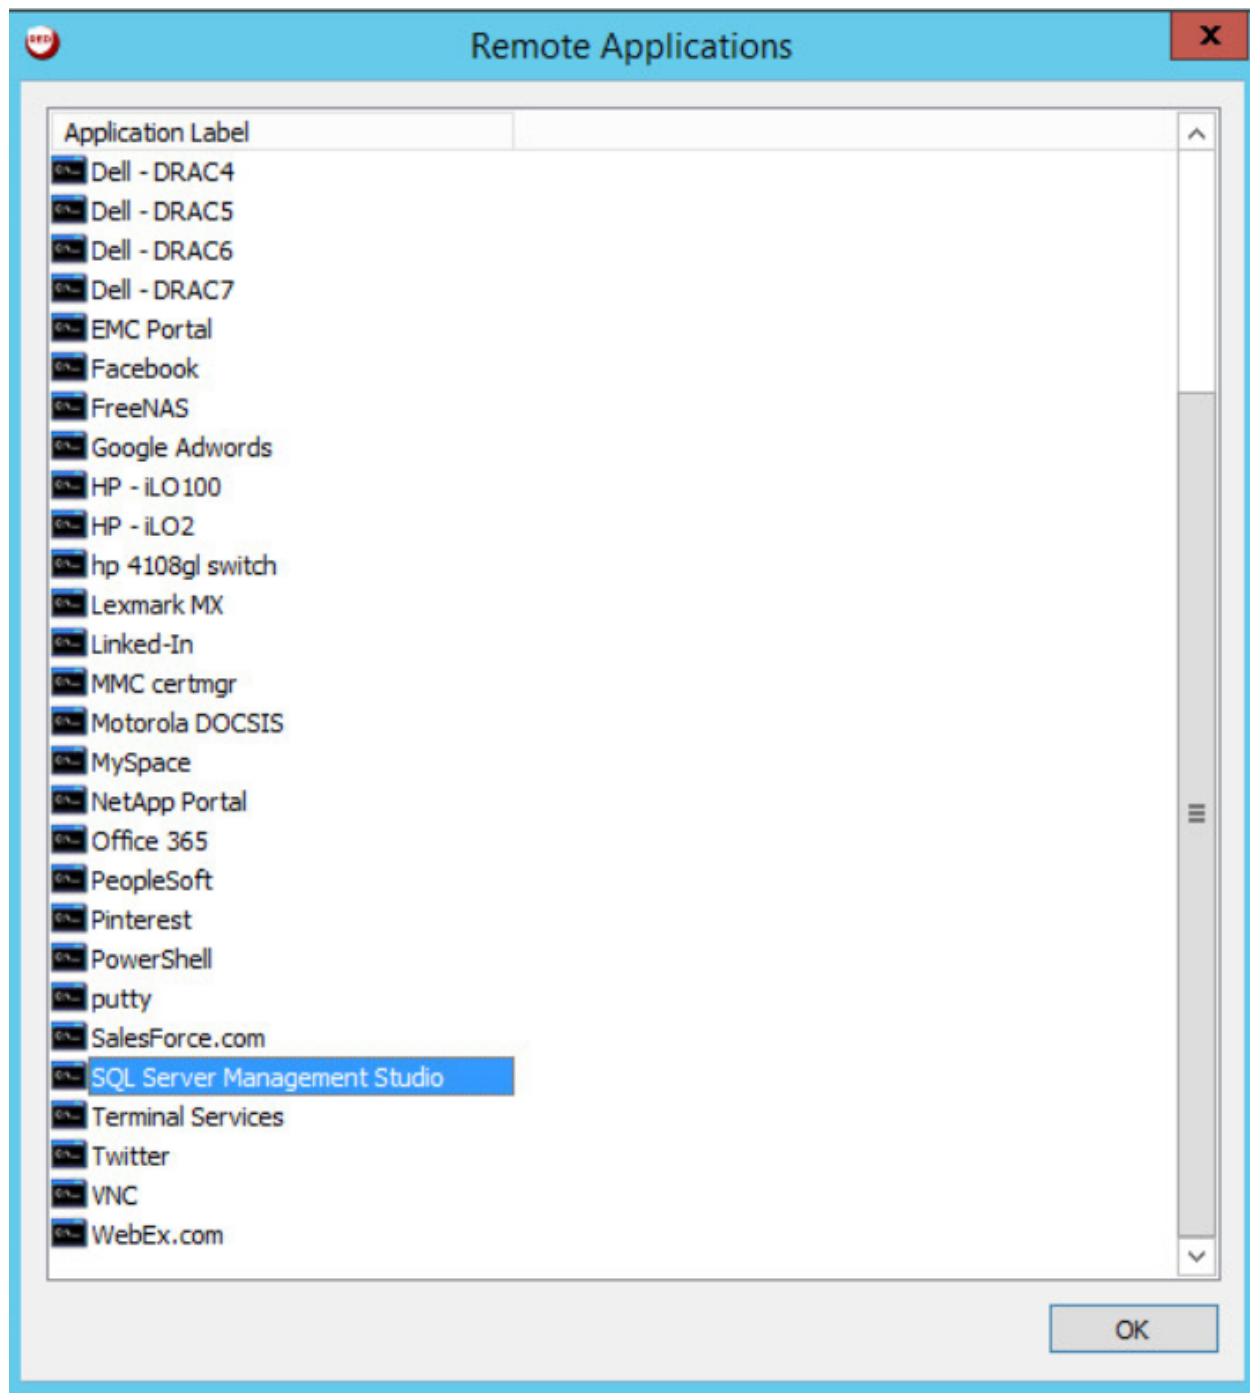 RED
Remote Applications
X
Application Label
Dell - DRAC4
Dell - DRAC5
Dell - DRAC6
Dell - DRAC7
EMC Portal
Facebook
FreeNAS
Google Adwords
HP - iLO100
HP - iLO2
hp 4108gl switch
Lexmark MX
Linked-In
MMC certmgr
Motorola DOCSIS
MySpace
NetApp Portal
Office 365
PeopleSoft
Pinterest
PowerShell
putty
SalesForce.com
SQL Server Management Studio
Terminal Services
Twitter
VNC
WebEx.com
OK